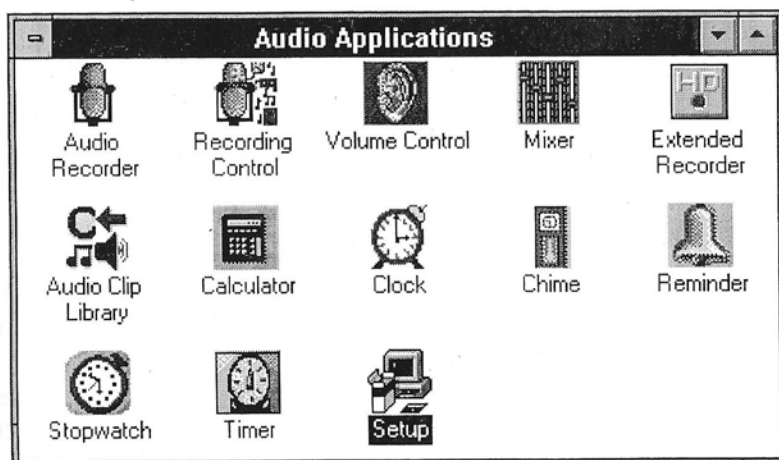 Audio Applications
Audio
Recorder
Recording
Control
Volume Control
Mixer
HD
Extended
Recorder
C
Audio Clip
Library
Calculator
Clock
Chime
Reminder
Stopwatch
Timer
Setup